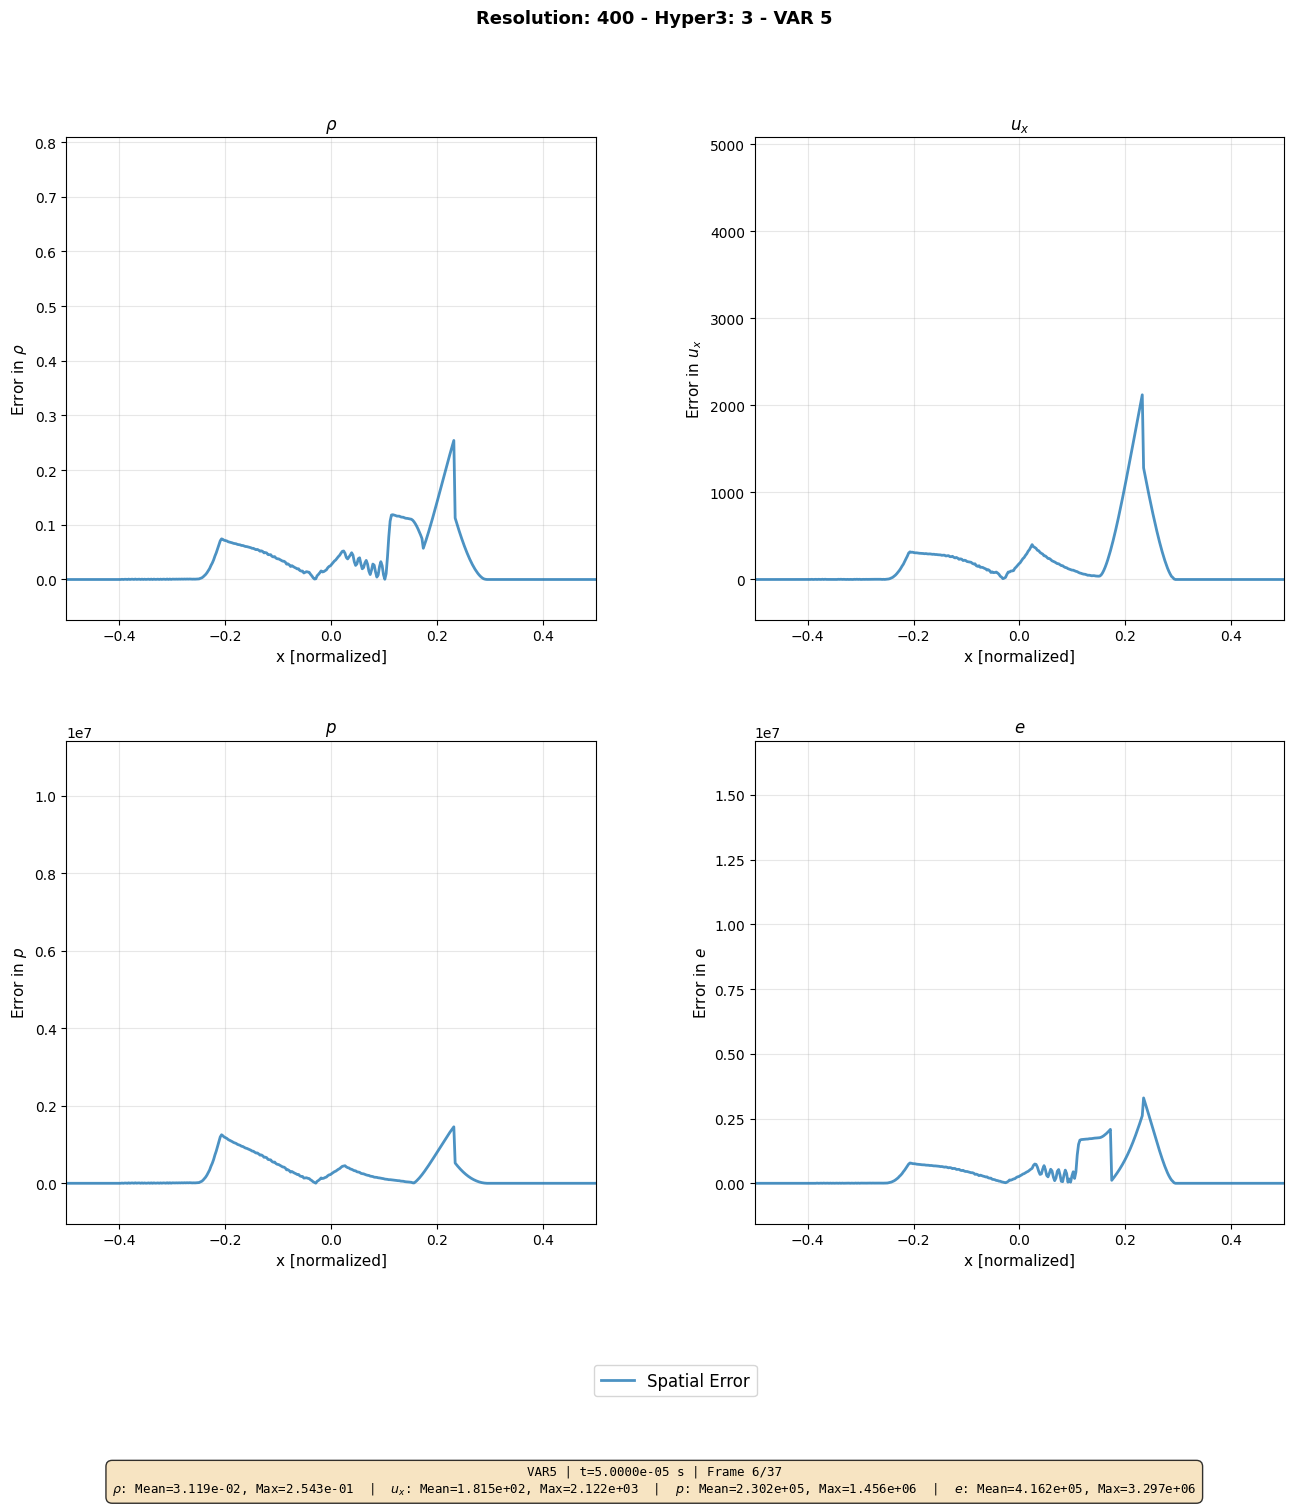 Resolution: 400 - Hyper3: 3 - VAR 5
ρ
0.8
0.7
0.6
0.5
0.4
0.3
0.2
0.1
0.0
Error in ρ
−0.4 −0.2 0.0 0.2 0.4
x [normalized]
u_x
5000
4000
3000
2000
1000
0
Error in u_x
−0.4 −0.2 0.0 0.2 0.4
x [normalized]
p
1e7
1.0
0.8
0.6
0.4
0.2
0.0
Error in p
−0.4 −0.2 0.0 0.2 0.4
x [normalized]
e
1e7
1.50
1.25
1.00
0.75
0.50
0.25
0.00
Error in e
−0.4 −0.2 0.0 0.2 0.4
x [normalized]
Spatial Error
VAR5 | t=5.0000e-05 s | Frame 6/37
ρ: Mean=3.119e-02, Max=2.543e-01 | u_x: Mean=1.815e+02, Max=2.122e+03 | p: Mean=2.302e+05, Max=1.456e+06 | e: Mean=4.162e+05, Max=3.297e+06